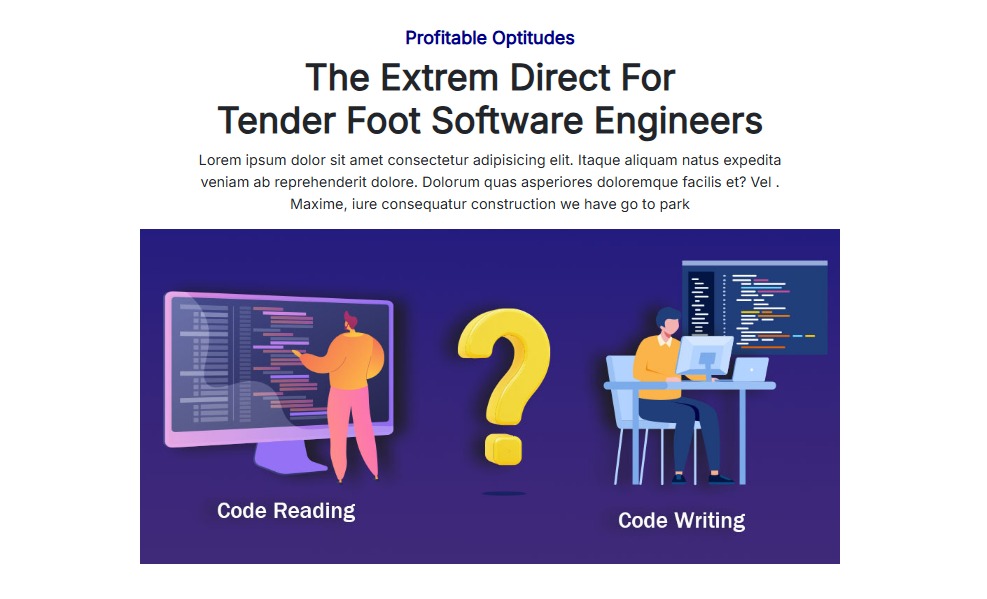 Profitable Optitudes
The Extrem Direct For
Tender Foot Software Engineers
Lorem ipsum dolor sit amet consectetur adipisicing elit. Itaque aliquam natus expedita
veniam ab reprehenderit dolore. Dolorum quas asperiores doloremque facilis et? Vel .
Maxime, iure consequatur construction we have go to park
?
Code Reading
Code Writing